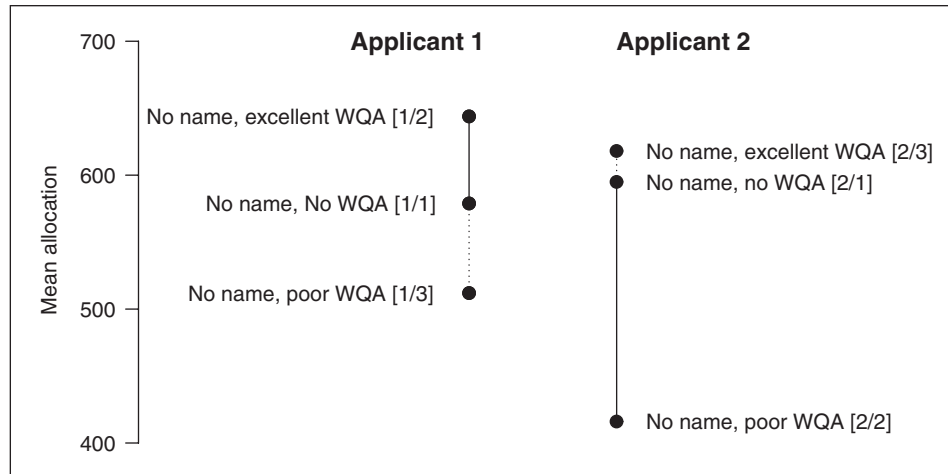 700
Applicant 1
Applicant 2
No name, excellent WQA [1/2]
No name, excellent WQA [2/3]
600
No name, no WQA [2/1]
No name, No WQA [1/1]
Mean allocation
No name, poor WQA [1/3]
500
No name, poor WQA [2/2]
400